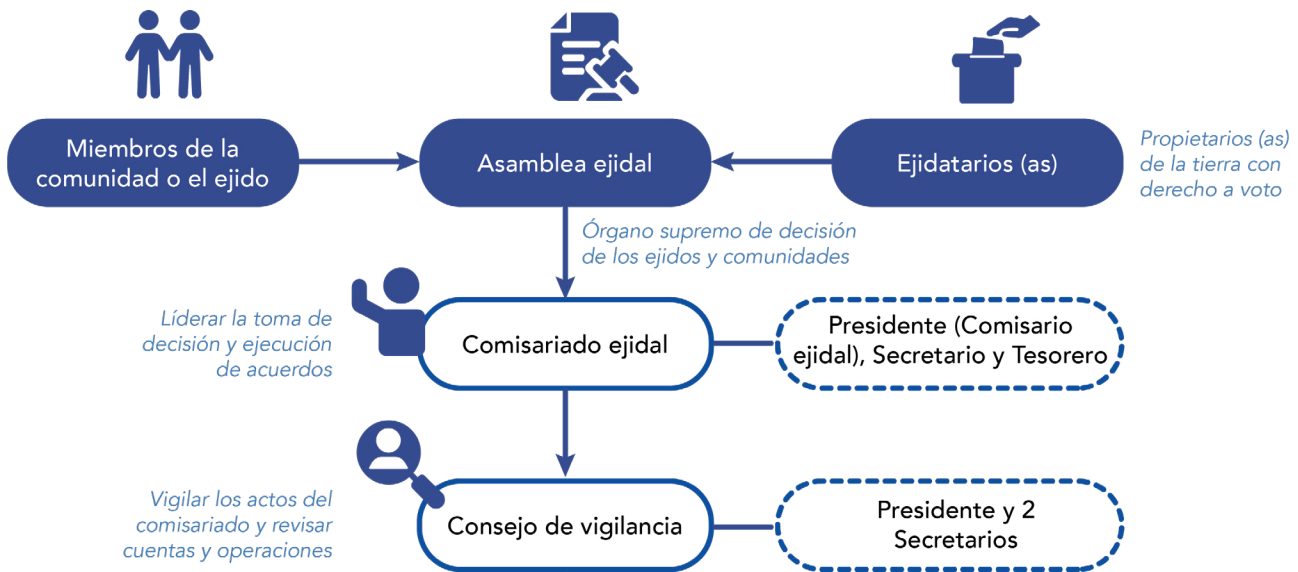 Miembros de la
comunidad o el ejido
Asamblea ejidal
Ejidatarios (as)
Propietarios (as)
de la tierra con
derecho a voto
Órgano supremo de decisión
de los ejidos y comunidades
Líderar la toma de
decisión y ejecución
de acuerdos
Comisariado ejidal
Presidente (Comisario
ejidal), Secretario y Tesorero
Vigilar los actos del
comisariado y revisar
cuentas y operaciones
Consejo de vigilancia
Presidente y 2
Secretarios